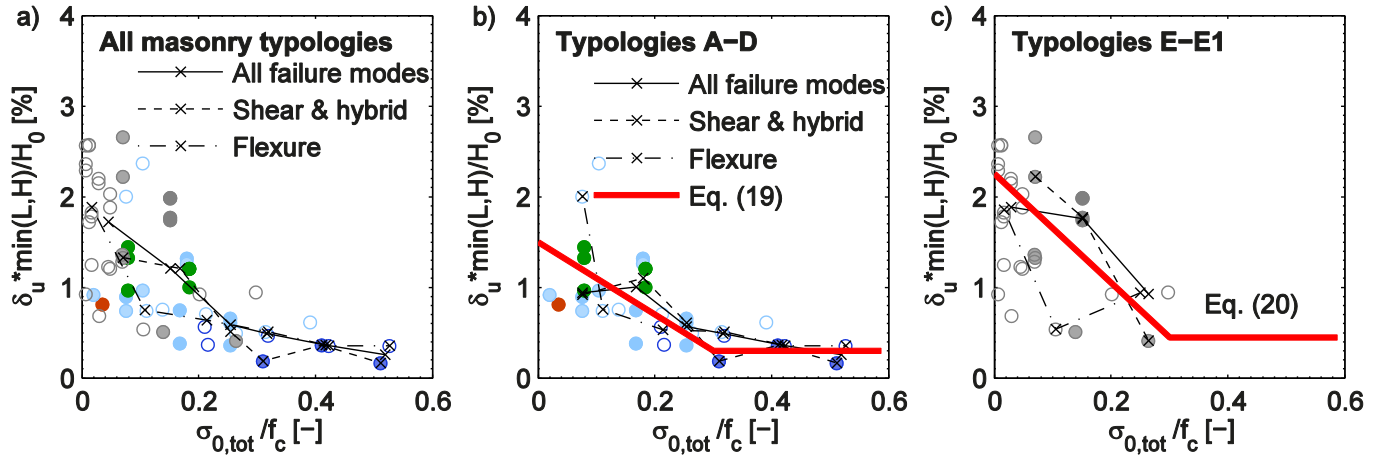 a)
All masonry typologies
All failure modes
Shear & hybrid
Flexure
4
3
2
1
0
δu*min(L,H)/H0 [%]
0 0.2 0.4 0.6
σ0,tot/fc [−]
b)
Typologies A−D
All failure modes
Shear & hybrid
Flexure
Eq. (19)
4
3
2
1
0
δu*min(L,H)/H0 [%]
0 0.2 0.4 0.6
σ0,tot/fc [−]
c)
Typologies E−E1
Eq. (20)
4
3
2
1
0
δu*min(L,H)/H0 [%]
0 0.2 0.4 0.6
σ0,tot/fc [−]